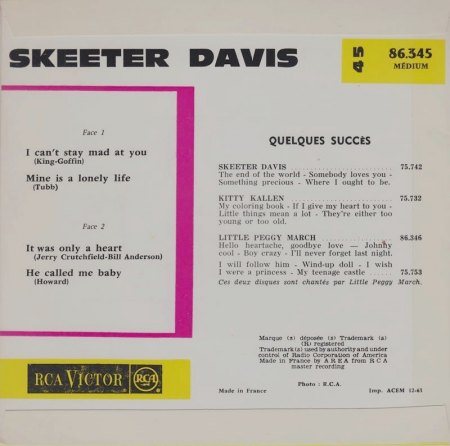 SKEETER DAVIS
45
86.345
MÉDIUM
Face 1
I can't stay mad at you
(King-Goffin)
Mine is a lonely life
(Tubb)
Face 2
It was only a heart
(Jerry Crutchfield-Bill Anderson)
He called me baby
(Howard)
RCA VICTOR RCA
QUELQUES SUCCÈS
SKEETER DAVIS ........ 75.742
The end of the world - Somebody loves you -
Something precious - Where I ought to be.
KITTY KALLEN ........ 75.732
My coloring book - If I give my heart to you -
Little things mean a lot - They're either too
young or too old.
LITTLE PEGGY MARCH ........ 86.346
Hello heartache, goodbye love — Johnny
cool - Boy crazy - I'll never forget last night.
I will follow him - Wind-up doll - I wish
I were a princess - My teenage castle ...... 75.753
Ces deux disques sont chantés par Little Peggy March.
Marque (s) déposée (s) Trademark (s)
(R) registered
Trademark (s) used by authority and under
control of Radio Corporation of America
Made in France by A R E A from R C A
master recording
Photo : R.C.A.
Made in France
Imp. ACEM 12-63